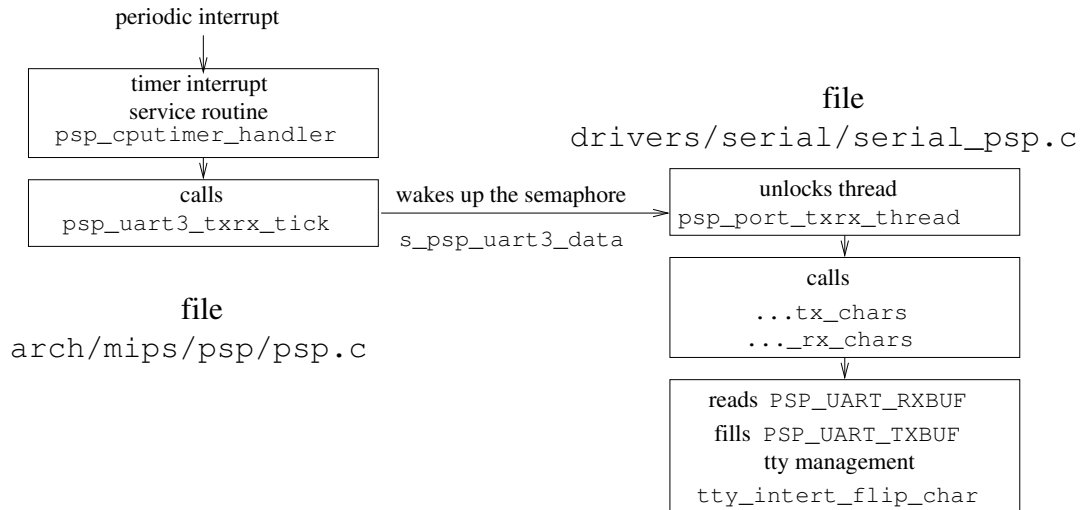 periodic interrupt
timer interrupt
service routine
psp_cputimer_handler
calls
psp_uart3_txrx_tick
file
arch/mips/psp/psp.c
wakes up the semaphore
s_psp_uart3_data
file
drivers/serial/serial_psp.c
unlocks thread
psp_port_txrx_thread
calls
...tx_chars
..._rx_chars
reads PSP_UART_RXBUF
fills PSP_UART_TXBUF
tty management
tty_intert_flip_char